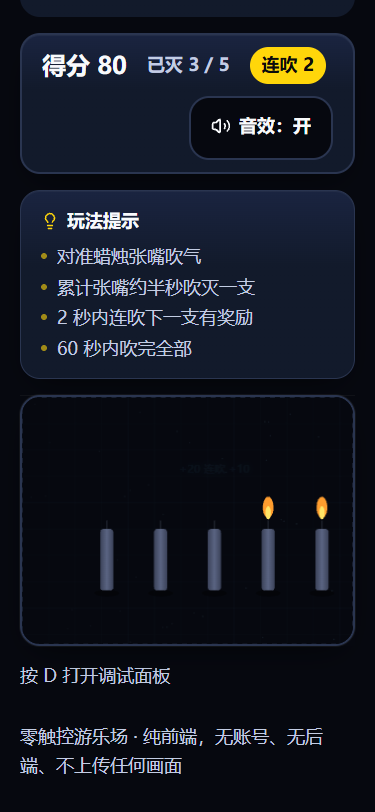 得分 80 已灭 3 / 5 连吹 2
音效：开
玩法提示
对准蜡烛张嘴吹气
累计张嘴约半秒吹灭一支
2 秒内连吹下一支有奖励
60 秒内吹完全部
按 D 打开调试面板
零触控游乐场 · 纯前端，无账号、无后
端、不上传任何画面